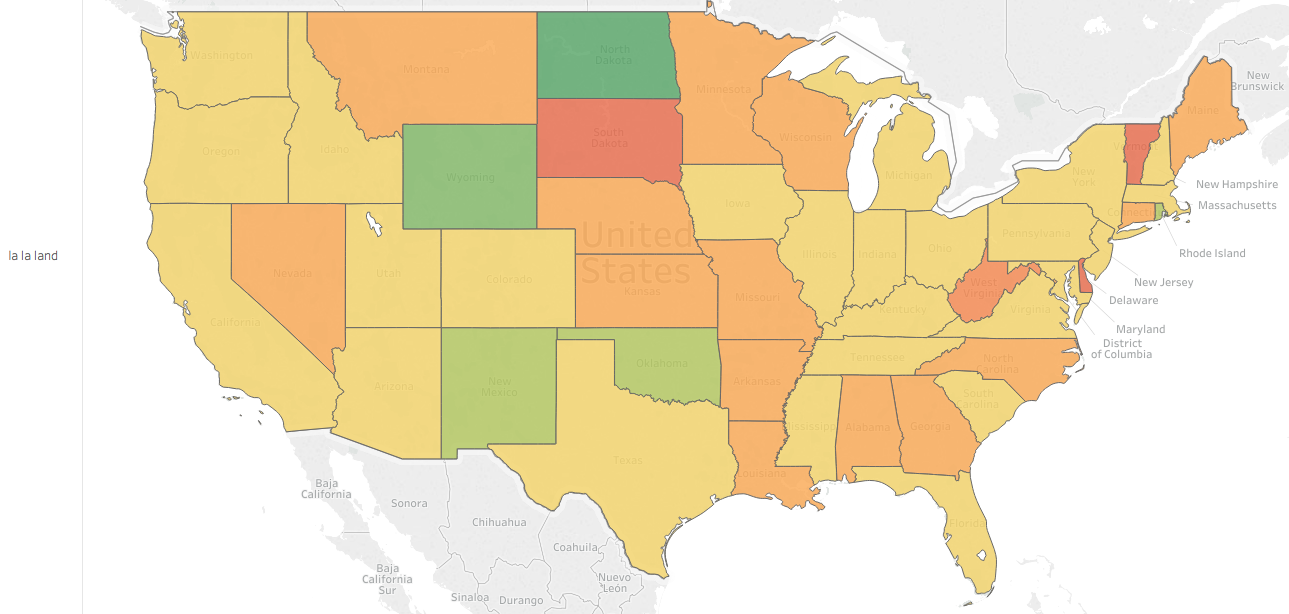 la la land
Washington
Montana
North
Dakota
Minnesota
Maine
New
Brunswick
Oregon
Idaho
Wyoming
South
Dakota
Wisconsin
Michigan
New
York
Vermo
New Hampshire
Massachusetts
Connecti
Rhode Island
Nevada
Utah
Colorado
United
States
Iowa
Illinois
Indiana
Ohio
Pennsylvania
New Jersey
Delaware
Maryland
District
of Columbia
California
Kansas
Missouri
Kentucky
West
Virginia
Virginia
Arizona
New
Mexico
Oklahoma
Arkansas
Tennessee
North
Carolina
South
Carolina
Texas
Louisiana
Mississippi
Alabama
Georgia
Florida
Baja
California
Sonora
Chihuahua
Coahuila
Baja
California
Sur
Sinaloa
Durango
Nuevo
León